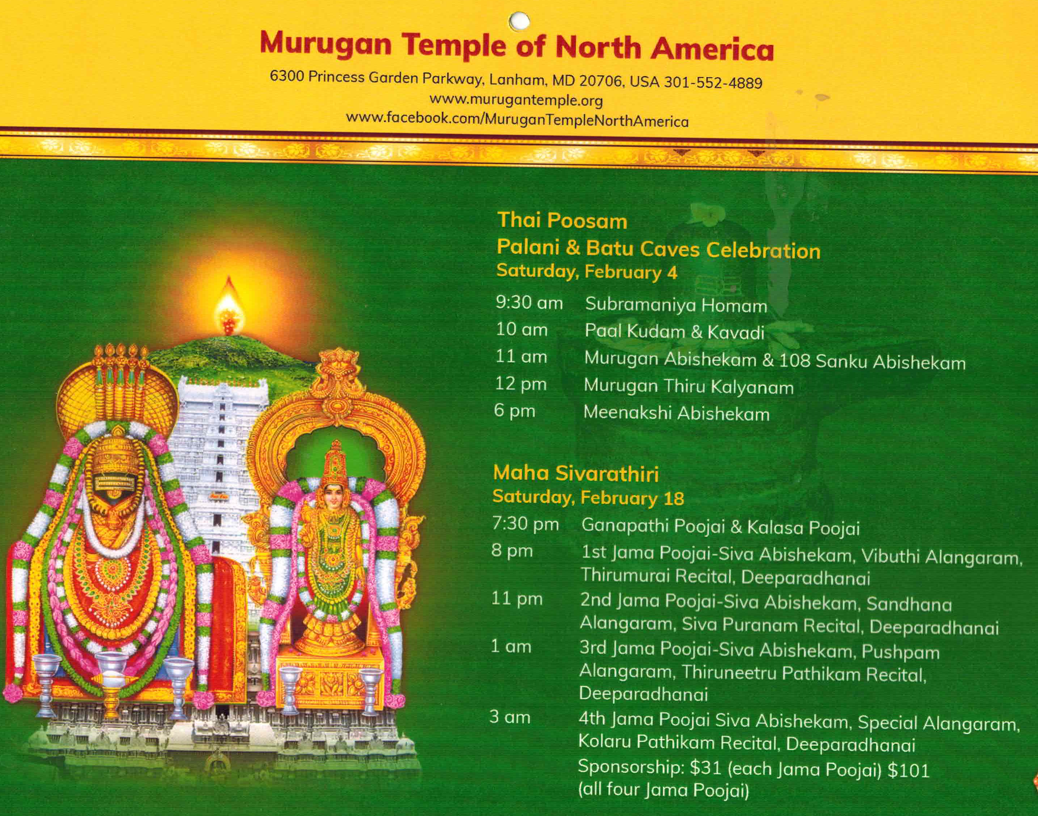 Murugan Temple of North America
6300 Princess Garden Parkway, Lanham, MD 20706, USA 301-552-4889
www.murugantemple.org
www.facebook.com/MuruganTempleNorthAmerica
Thai Poosam
Palani & Batu Caves Celebration
Saturday, February 4
9:30 am Subramaniya Homam
10 am Paal Kudam & Kavadi
11 am Murugan Abishekam & 108 Sanku Abishekam
12 pm Murugan Thiru Kalyanam
6 pm Meenakshi Abishekam
Maha Sivarathiri
Saturday, February 18
7:30 pm Ganapathi Poojai & Kalasa Poojai
8 pm 1st Jama Poojai-Siva Abishekam, Vibuthi Alangaram,
Thirumurai Recital, Deeparadhanai
11 pm 2nd Jama Poojai-Siva Abishekam, Sandhana
Alangaram, Siva Puranam Recital, Deeparadhanai
1 am 3rd Jama Poojai-Siva Abishekam, Pushpam
Alangaram, Thiruneetru Pathikam Recital,
Deeparadhanai
3 am 4th Jama Poojai Siva Abishekam, Special Alangaram,
Kolaru Pathikam Recital, Deeparadhanai
Sponsorship: $31 (each Jama Poojai) $101
(all four Jama Poojai)